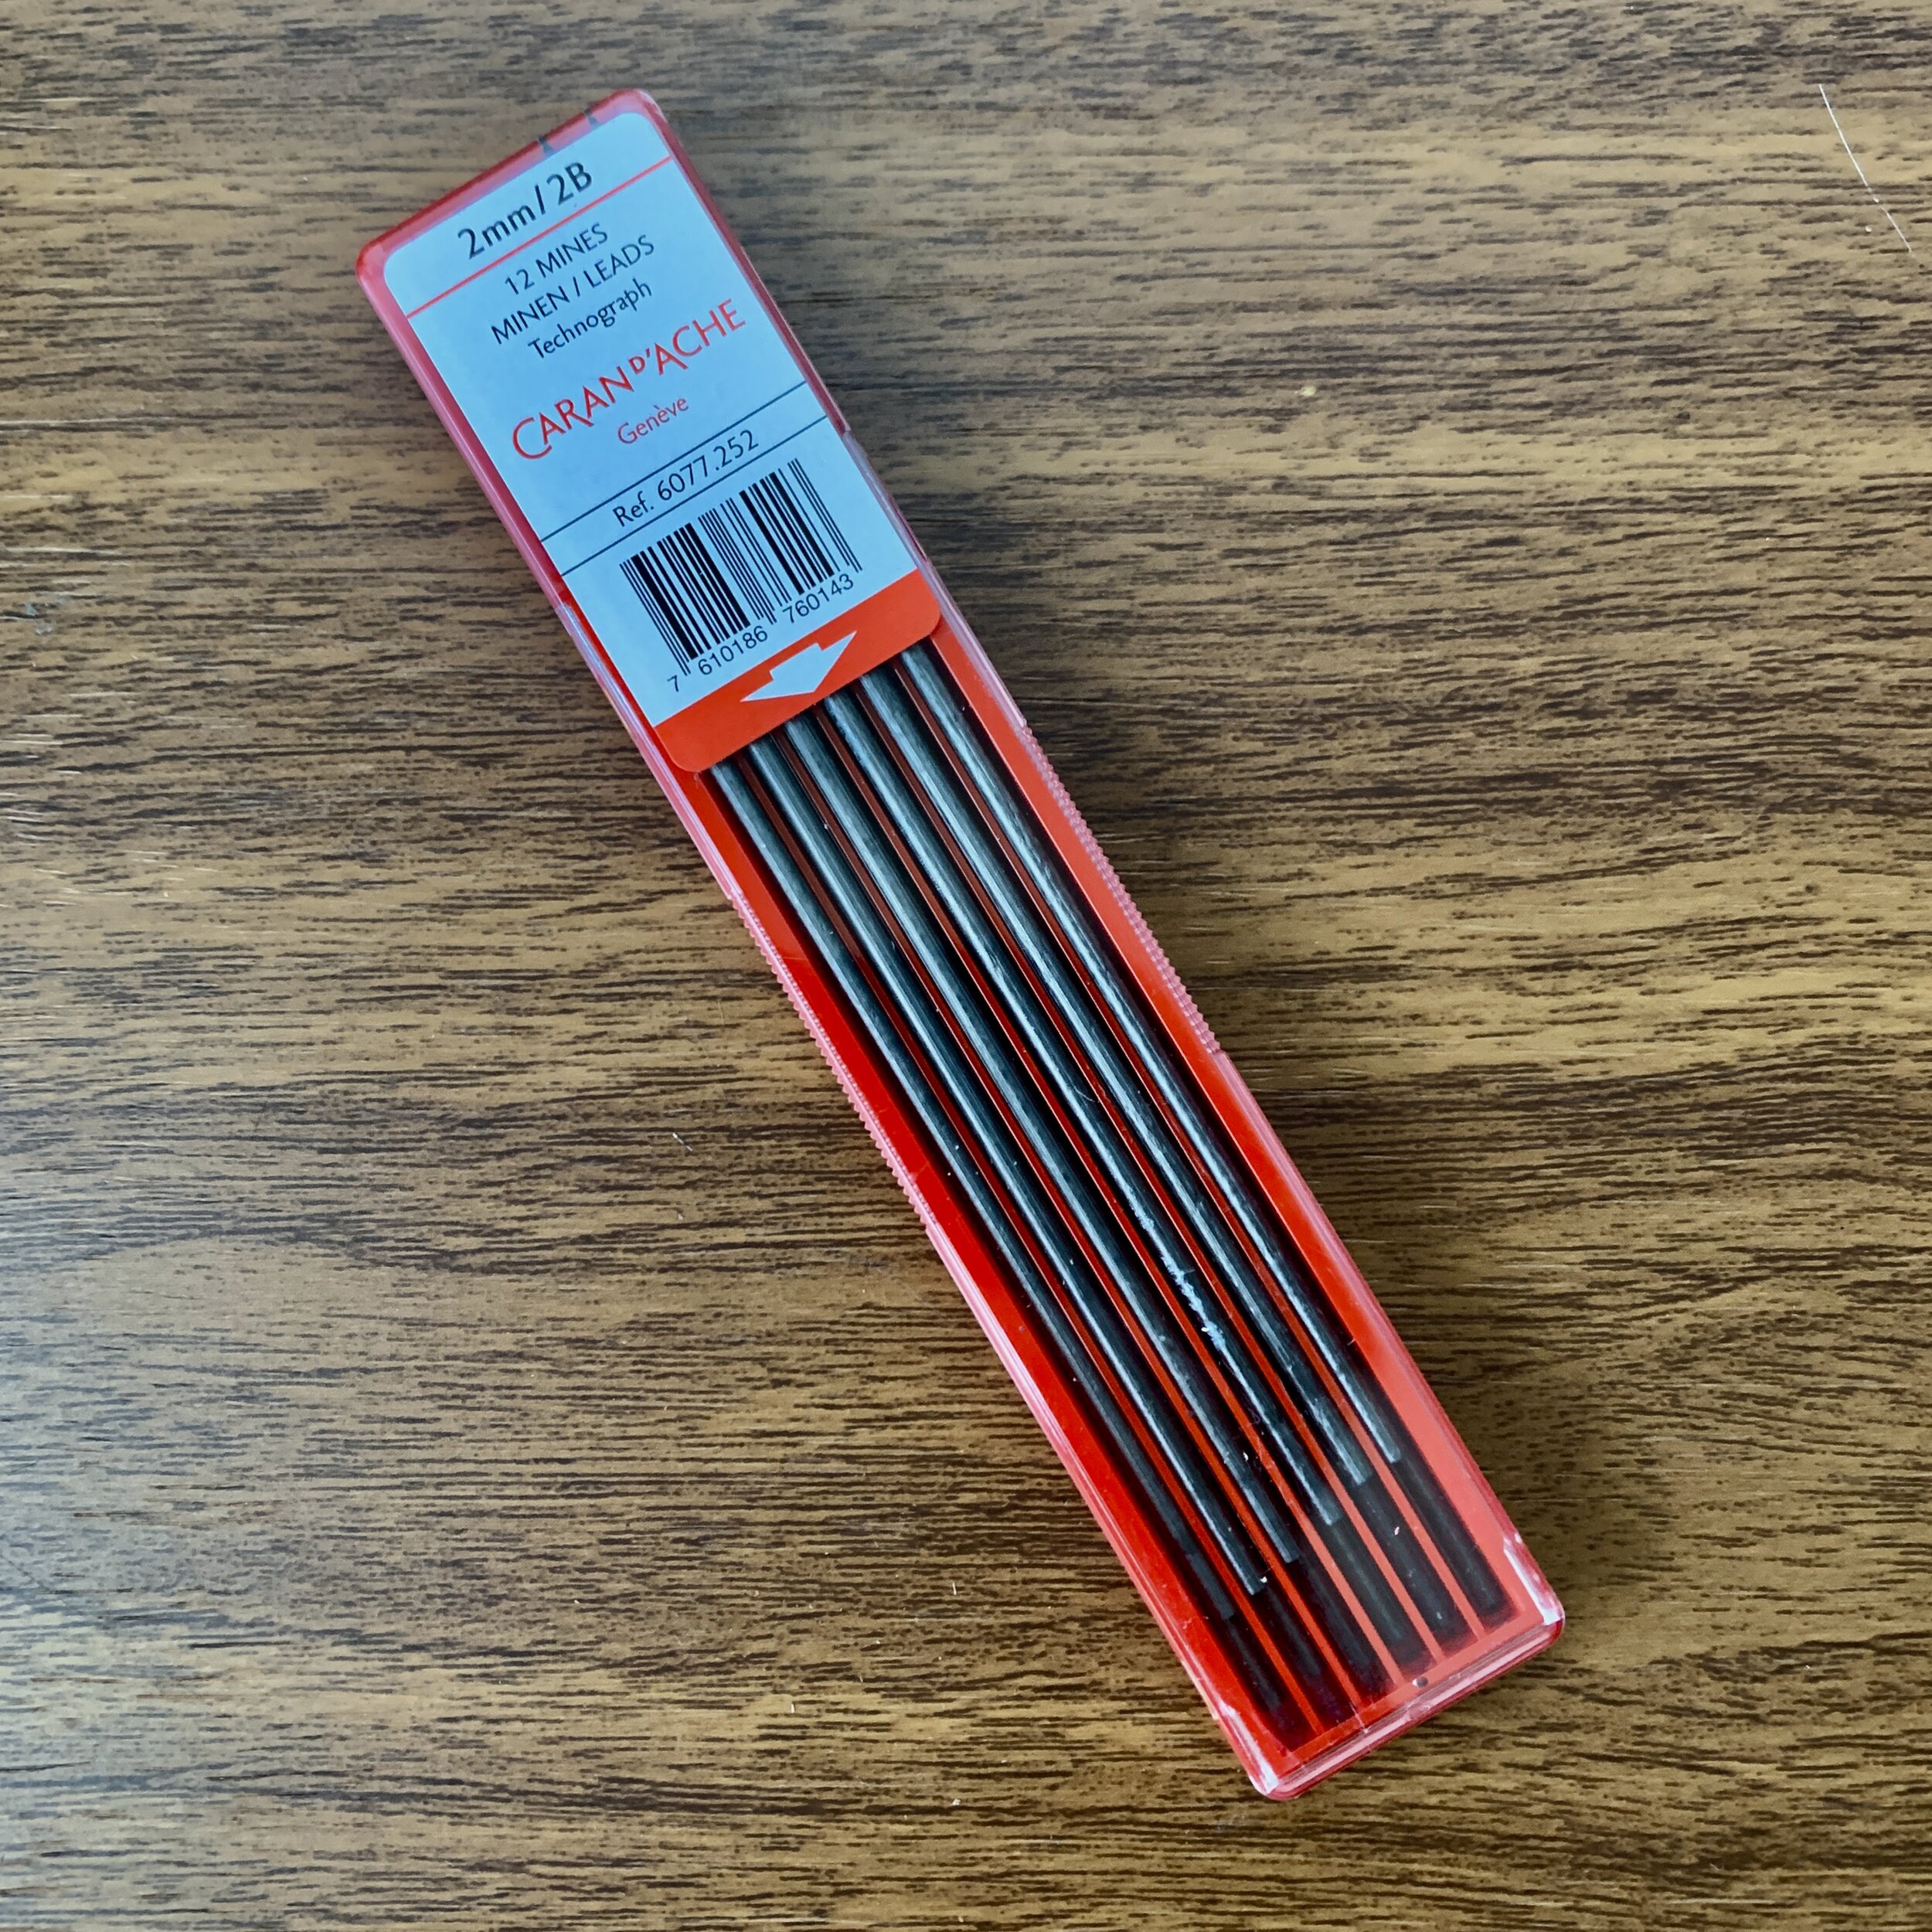 2mm / 2B
12 MINES
MINEN / LEADS
Technograph
CARAN D'ACHE
Genève
Ref. 6077.252
7 610186 760143